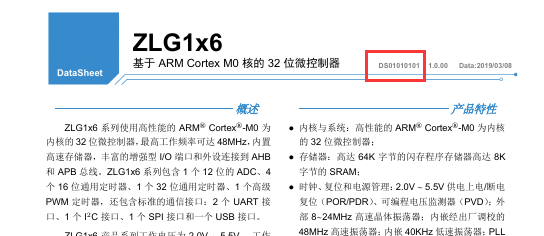 DataSheet
ZLG1x6
基于 ARM Cortex M0 核的 32 位微控制器
DS01010101 1.0.00 Data:2019/03/08
概述
ZLG1x6 系列使用高性能的 ARM® Cortex®-M0 为
内核的 32 位微控制器,最高工作频率可达 48MHz,内置
高速存储器,丰富的增强型 I/O 端口和外设连接到 AHB
和 APB 总线。ZLG1x6 系列包含 1 个 12 位的 ADC、4
个 16 位通用定时器、1 个 32 位通用定时器、1 个高级
PWM 定时器,还包含标准的通信接口:2 个 UART 接
口、1 个 I²C 接口、1 个 SPI 接口和一个 USB 接口。
ZLG1x6 产品系列工作电压为 2.0V ~ 5.5V,工作
产品特性
● 内核与系统:高性能的 ARM® Cortex®-M0 为内核
的 32 位微控制器;
● 存储器:高达 64K 字节的闪存程序存储器高达 8K
字节的 SRAM;
● 时钟、复位和电源管理:2.0V ~ 5.5V 供电上电/断电
复位(POR/PDR)、可编程电压监测器(PVD);外
部 8~24MHz 高速晶体振荡器;内嵌经出厂调校的
48MHz 高速振荡器;内嵌 40KHz 低速振荡器;PLL